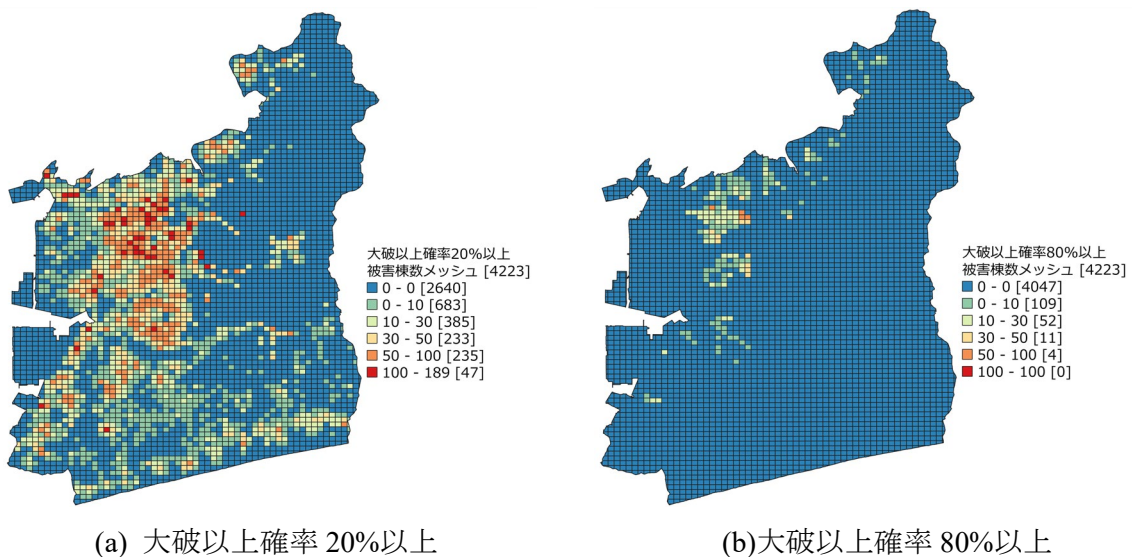 大破以上確率20%以上
被害棟数メッシュ [4223]
0 - 0 [2640]
0 - 10 [683]
10 - 30 [385]
30 - 50 [233]
50 - 100 [235]
100 - 189 [47]
大破以上確率80%以上
被害棟数メッシュ [4223]
0 - 0 [4047]
0 - 10 [109]
10 - 30 [52]
30 - 50 [11]
50 - 100 [4]
100 - 100 [0]
(a) 大破以上確率 20%以上
(b)大破以上確率 80%以上